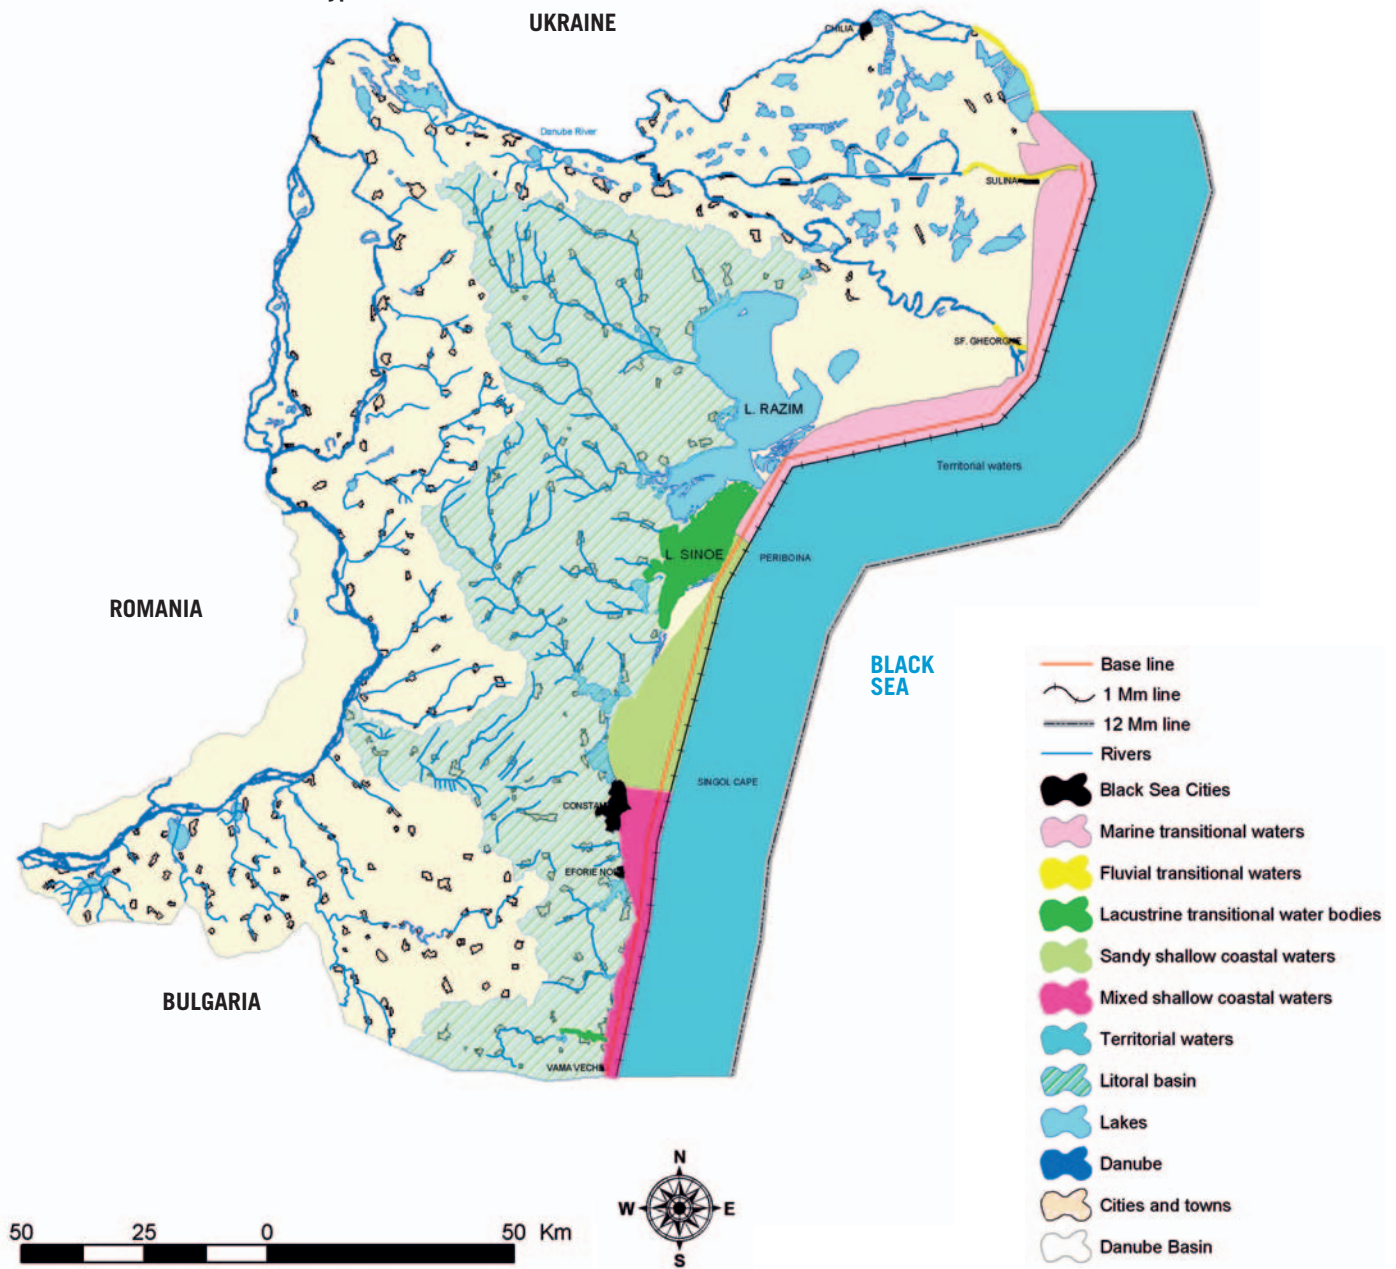 UKRAINE
CHILIA
Danube River
SULINA
SF. GHEORGHE
L. RAZIM
Territorial waters
L. SINOE
PERIBOINA
ROMANIA
BLACK
SEA
SINGOL CAPE
CONSTAN
EFORIE NO
BULGARIA
VAMA VECHE
Base line
1 Mm line
12 Mm line
Rivers
Black Sea Cities
Marine transitional waters
Fluvial transitional waters
Lacustrine transitional water bodies
Sandy shallow coastal waters
Mixed shallow coastal waters
Territorial waters
Litoral basin
Lakes
Danube
Cities and towns
Danube Basin
N
W E
S
50 25 0 50 Km